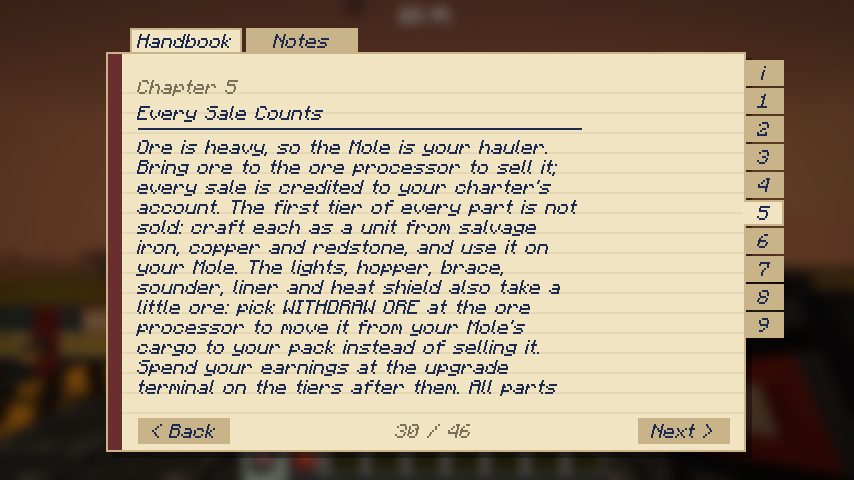 Handbook
Notes
Chapter 5
Every Sale Counts
Ore is heavy, so the Mole is your hauler.
Bring ore to the ore processor to sell it;
every sale is credited to your charter's
account. The first tier of every part is not
sold: craft each as a unit from salvage
iron, copper and redstone, and use it on
your Mole. The lights, hopper, brace,
sounder, liner and heat shield also take a
little ore: pick WITHDRAW ORE at the ore
processor to move it from your Mole's
cargo to your pack instead of selling it.
Spend your earnings at the upgrade
terminal on the tiers after them. All parts
< Back
30 / 46
Next >
i
1
2
3
4
5
6
7
8
9